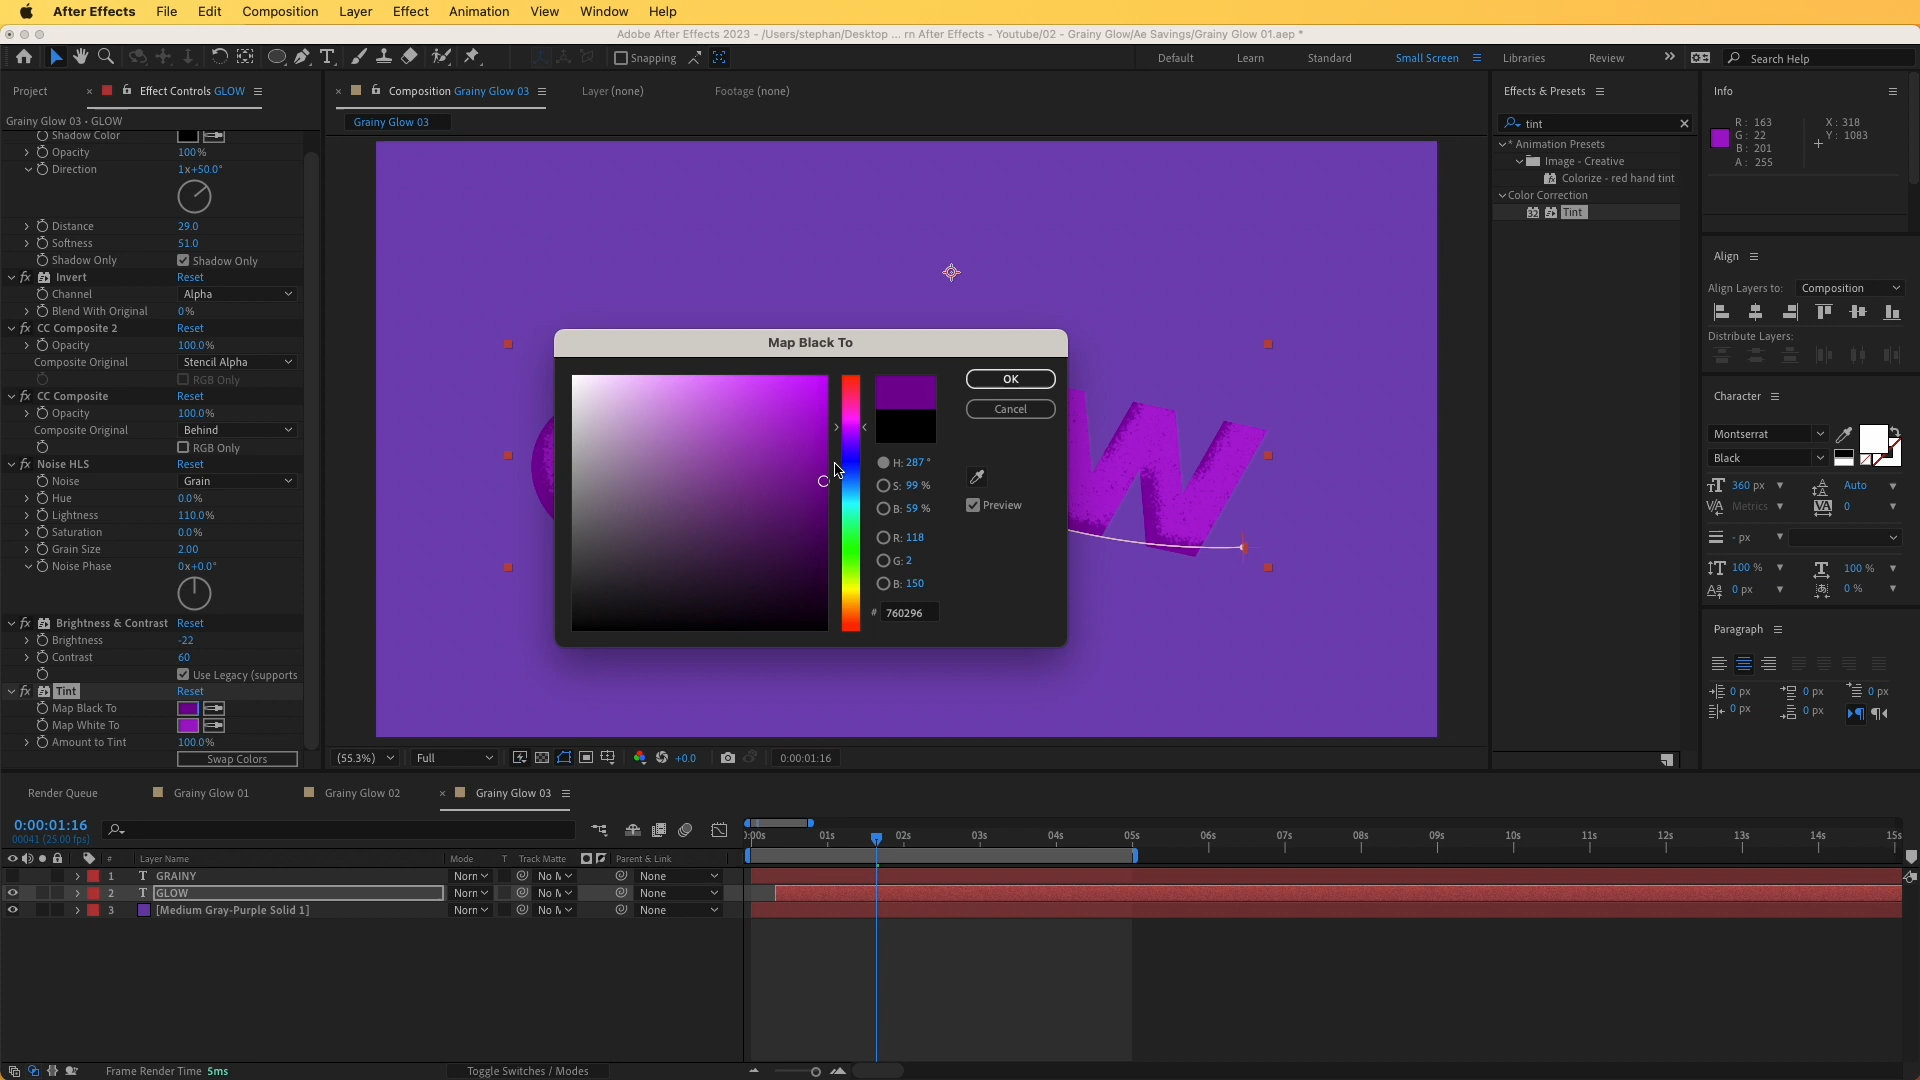 After Effects File Edit Composition Layer Effect Animation View Window Help
Adobe After Effects 2023 - /Users/stephan/Desktop ... rn After Effects - Youtube/02 - Grainy Glow/Ae Savings/Grainy Glow 01.aep *
Snapping Default Learn Standard Small Screen Libraries Review Search Help
Project Effect Controls GLOW
Composition Grainy Glow 03 Layer (none) Footage (none)
Effects & Presets
Info
Grainy Glow 03 • GLOW
Grainy Glow 03
Shadow Color
Opacity 100%
Direction 1x+50.0°
Distance 29.0
Softness 51.0
Shadow Only Shadow Only
fx Invert Reset
Channel Alpha
Blend With Original 0%
fx CC Composite 2 Reset
Opacity 100.0%
Composite Original Stencil Alpha
RGB Only
fx CC Composite Reset
Opacity 100.0%
Composite Original Behind
RGB Only
fx Noise HLS Reset
Noise Grain
Hue 0.0%
Lightness 110.0%
Saturation 0.0%
Grain Size 2.00
Noise Phase 0x+0.0°
fx Brightness & Contrast Reset
Brightness -22
Contrast 60
Use Legacy (supports
fx Tint Reset
Map Black To
Map White To
Amount to Tint 100.0%
Swap Colors
W
Map Black To
OK
Cancel
H: 287 °
S: 99 %
B: 59 %
Preview
R: 118
G: 2
B: 150
# 760296
(55.3%) Full +0.0 0:00:01:16
tint
* Animation Presets
Image - Creative
Colorize - red hand tint
Color Correction
32 Tint
R: 163
G: 22
B: 201
A: 255
X: 318
Y: 1083
Align
Align Layers to: Composition
Distribute Layers:
Character
Montserrat
Black
360 px Auto
Metrics 0
- px
100 % 100 %
0 px 0 %
Paragraph
0 px 0 px 0 px
0 px 0 px
Render Queue Grainy Glow 01 Grainy Glow 02 Grainy Glow 03
0:00:01:16
00041 (25.00 fps)
:00s 01s 02s 03s 04s 05s 06s 07s 08s 09s 10s 11s 12s 13s 14s 15s
# Layer Name Mode T Track Matte Parent & Link
1 T GRAINY Norm No M None
2 T GLOW Norm No M None
3 [Medium Gray-Purple Solid 1] Norm No M None
Frame Render Time 5ms Toggle Switches / Modes